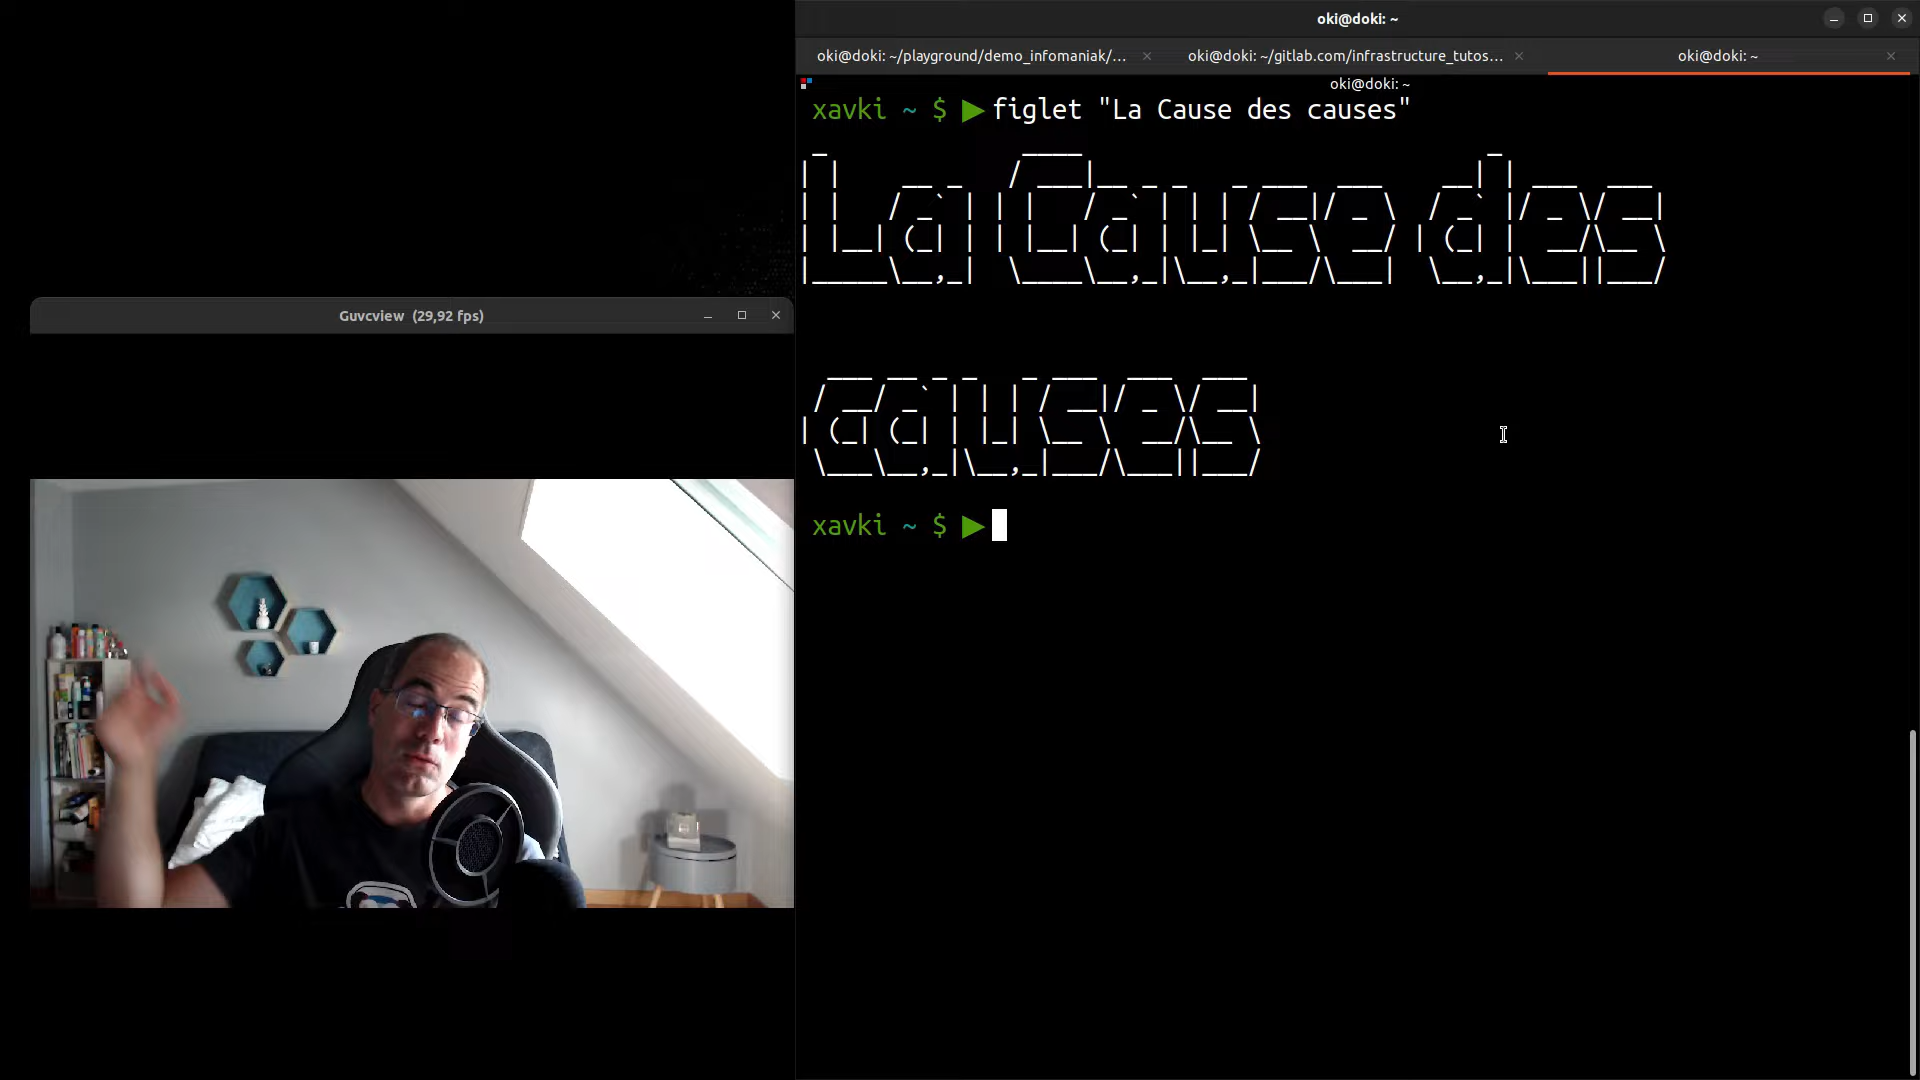 oki@doki: ~
oki@doki: ~/playground/demo_infomaniak/...
oki@doki: ~/gitlab.com/infrastructure_tutos...
oki@doki: ~
oki@doki: ~
xavki ~ $ ▶figlet "La Cause des causes"
La Cause des
causes
xavki ~ $ ▶
Guvcview (29,92 fps)